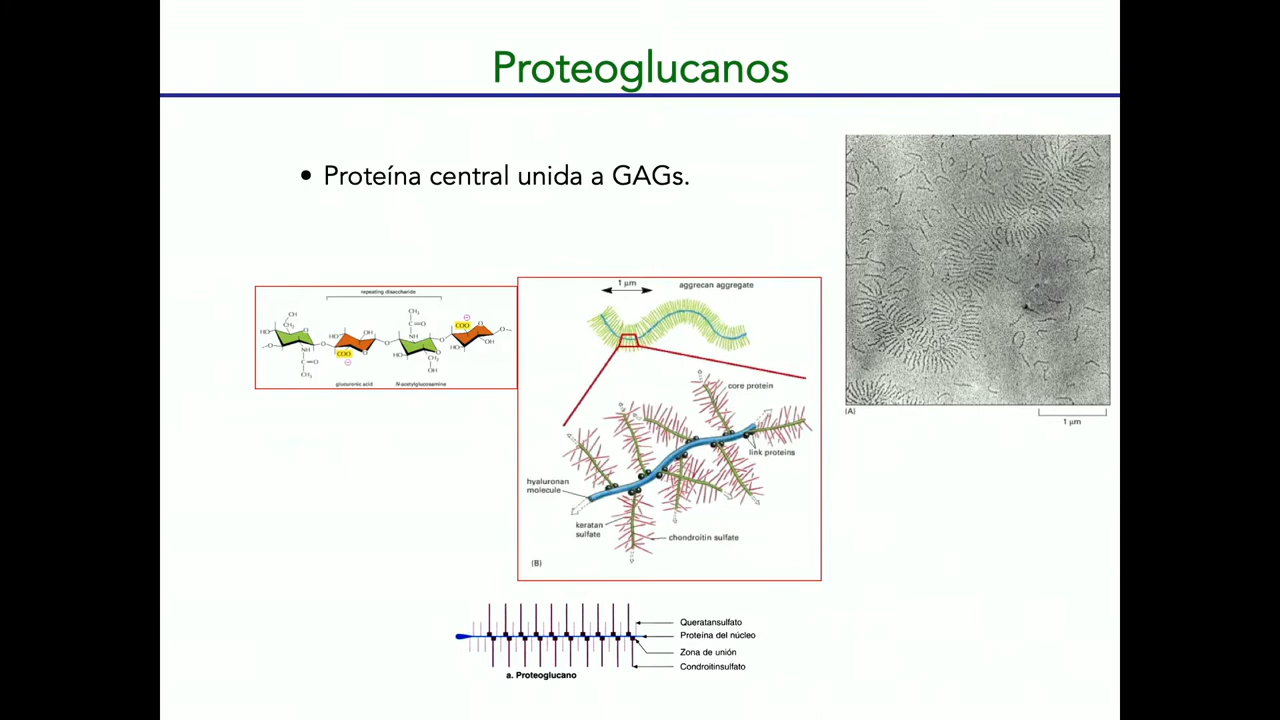 Proteoglucanos
• Proteína central unida a GAGs.
repeating disaccharide
glucuronic acid
N-acetylglucosamine
1 μm
aggrecan aggregate
core protein
link proteins
hyaluronan
molecule
keratan
sulfate
chondroitin sulfate
(B)
(A)
1 μm
Queratansulfato
Proteína del núcleo
Zona de unión
Condroitinsulfato
a. Proteoglucano